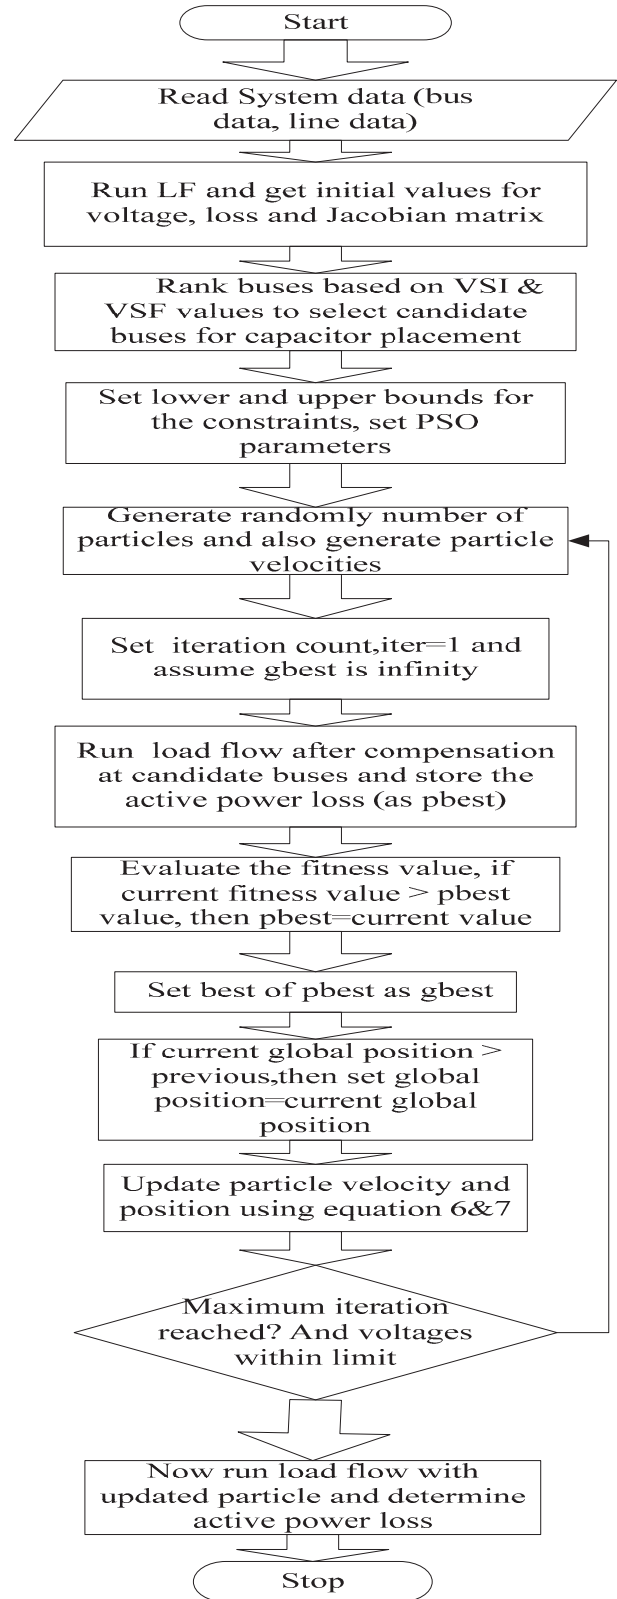 Start
Read System data (bus
data, line data)
Run LF and get initial values for
voltage, loss and Jacobian matrix
Rank buses based on VSI &
VSF values to select candidate
buses for capacitor placement
Set lower and upper bounds for
the constraints, set PSO
parameters
Generate randomly number of
particles and also generate particle
velocities
Set iteration count,iter=1 and
assume gbest is infinity
Run load flow after compensation
at candidate buses and store the
active power loss (as pbest)
Evaluate the fitness value, if
current fitness value > pbest
value, then pbest=current value
Set best of pbest as gbest
If current global position >
previous,then set global
position=current global
position
Update particle velocity and
position using equation 6&7
Maximum iteration
reached? And voltages
within limit
Now run load flow with
updated particle and determine
active power loss
Stop